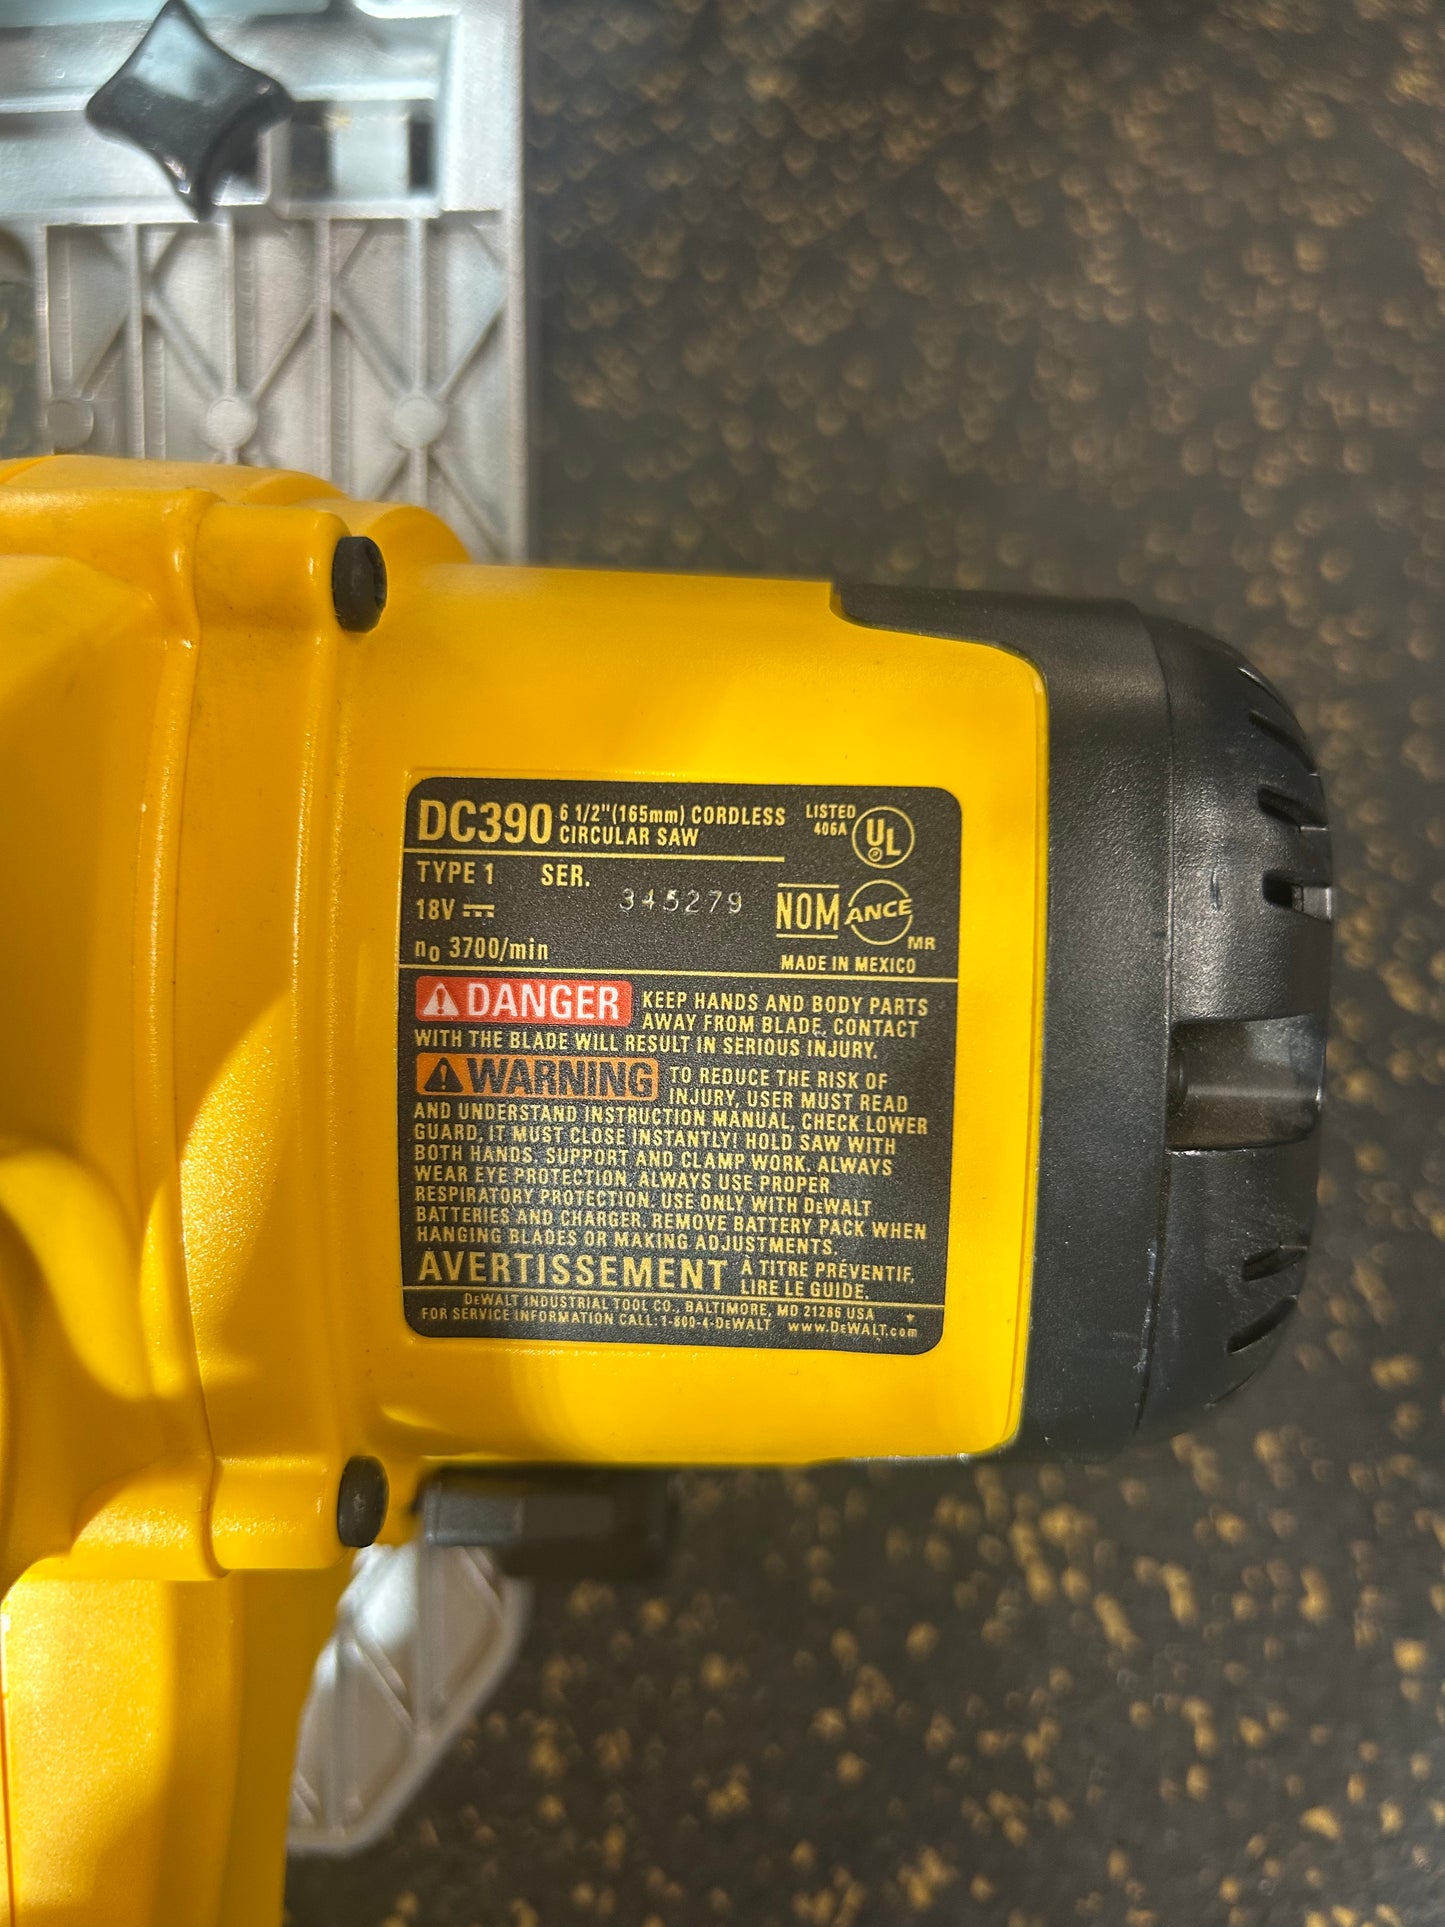 DC390 6 1/2"(165mm) CORDLESS
CIRCULAR SAW
LISTED
406A
UL
TYPE 1 SER. 345279
18V
NOM ANCE
MR
n0 3700/min
MADE IN MEXICO
DANGER KEEP HANDS AND BODY PARTS
AWAY FROM BLADE. CONTACT
WITH THE BLADE WILL RESULT IN SERIOUS INJURY.
WARNING TO REDUCE THE RISK OF
INJURY, USER MUST READ
AND UNDERSTAND INSTRUCTION MANUAL, CHECK LOWER
GUARD, IT MUST CLOSE INSTANTLY! HOLD SAW WITH
BOTH HANDS. SUPPORT AND CLAMP WORK. ALWAYS
WEAR EYE PROTECTION. ALWAYS USE PROPER
RESPIRATORY PROTECTION. USE ONLY WITH DEWALT
BATTERIES AND CHARGER. REMOVE BATTERY PACK WHEN
HANGING BLADES OR MAKING ADJUSTMENTS.
AVERTISSEMENT À TITRE PRÉVENTIF,
LIRE LE GUIDE.
DEWALT INDUSTRIAL TOOL CO., BALTIMORE, MD 21286 USA
FOR SERVICE INFORMATION CALL: 1-800-4-DEWALT www.DEWALT.com